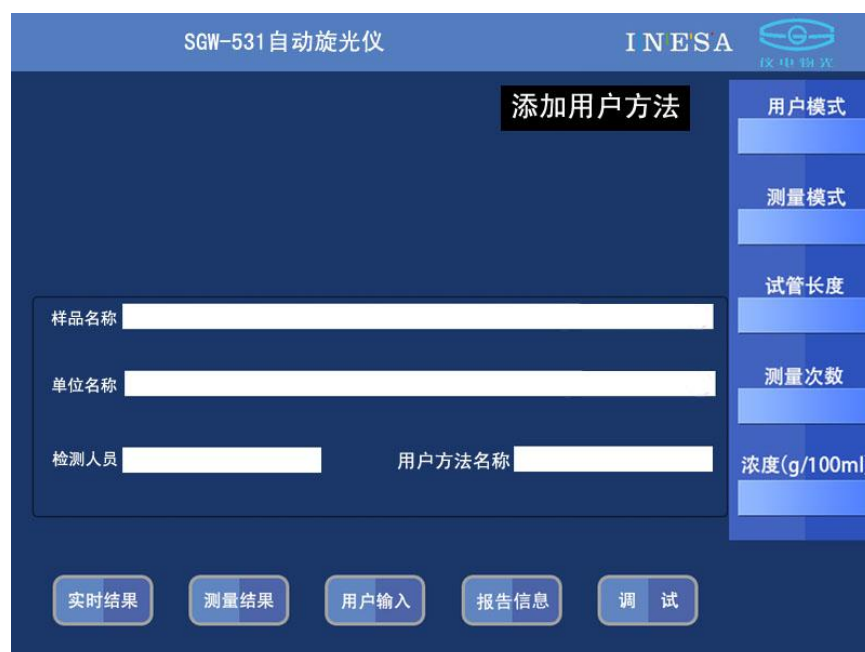 SGW-531自动旋光仪
INESA
仪电物光
添加用户方法
用户模式
测量模式
试管长度
样品名称
单位名称
测量次数
检测人员
用户方法名称
浓度(g/100ml
实时结果
测量结果
用户输入
报告信息
调 试